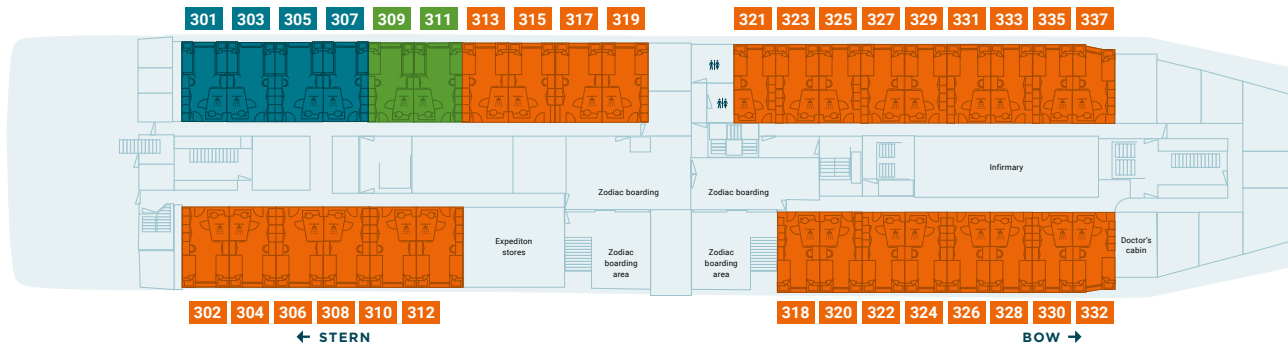 301 303 305 307 309 311 313 315 317 319 321 323 325 327 329 331 333 335 337
Infirmary
Zodiac boarding
Zodiac boarding
Expediton
stores
Zodiac
boarding
area
Zodiac
boarding
area
Doctor's
cabin
302 304 306 308 310 312 318 320 322 324 326 328 330 332
← STERN
BOW →